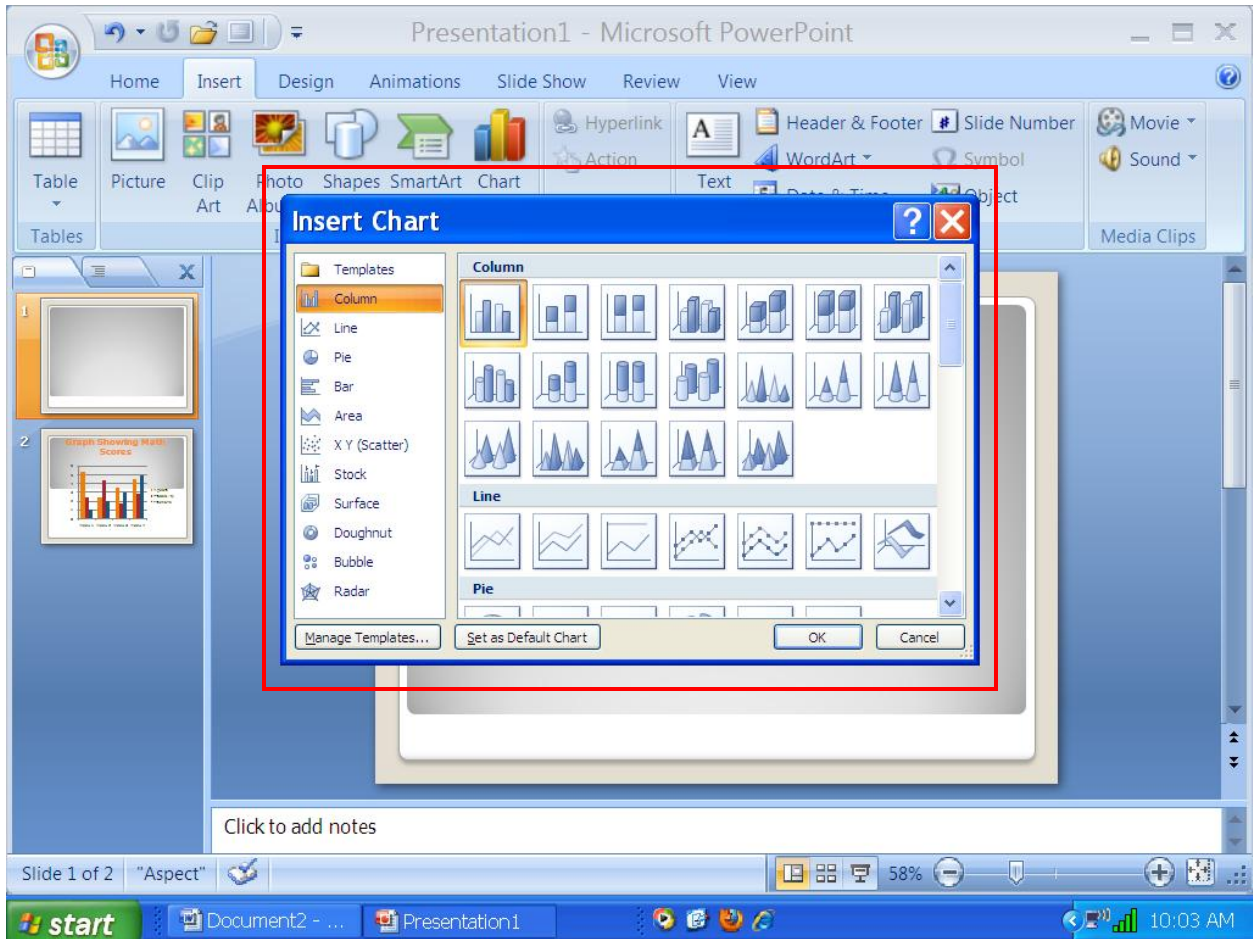 Presentation1 - Microsoft PowerPoint
Home Insert Design Animations Slide Show Review View
Table Picture Clip Art Photo Shapes SmartArt Chart Hyperlink Action Text Header & Footer WordArt Date & Time # Slide Number Symbol Object Movie Sound
Tables Media Clips
Insert Chart
Templates
Column
Line
Pie
Bar
Area
X Y (Scatter)
Stock
Surface
Doughnut
Bubble
Radar
Column
Line
Pie
Manage Templates... Set as Default Chart OK Cancel
1
2
Graph Showing Math
Scores
Click to add notes
Slide 1 of 2 "Aspect" 58%
start Document2 - ... Presentation1 10:03 AM